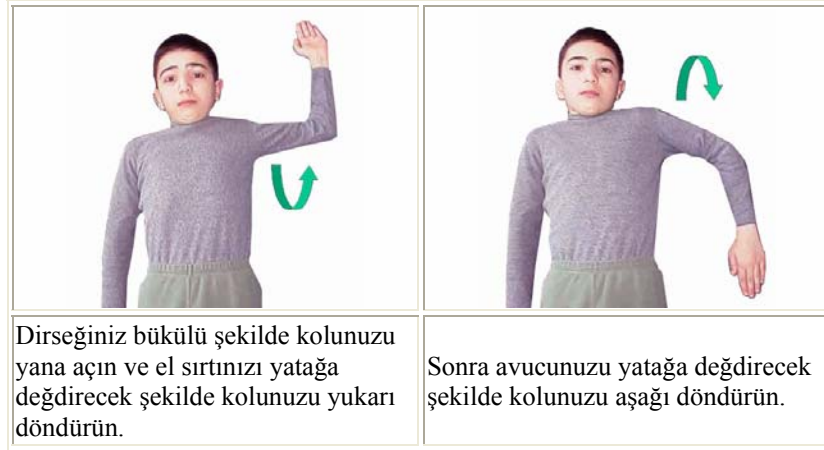 Dirseğiniz bükülü şekilde kolunuzu
yana açın ve el sırtınızı yatağa
değdirecek şekilde kolunuzu yukarı
döndürün.
Sonra avucunuzu yatağa değdirecek
şekilde kolunuzu aşağı döndürün.